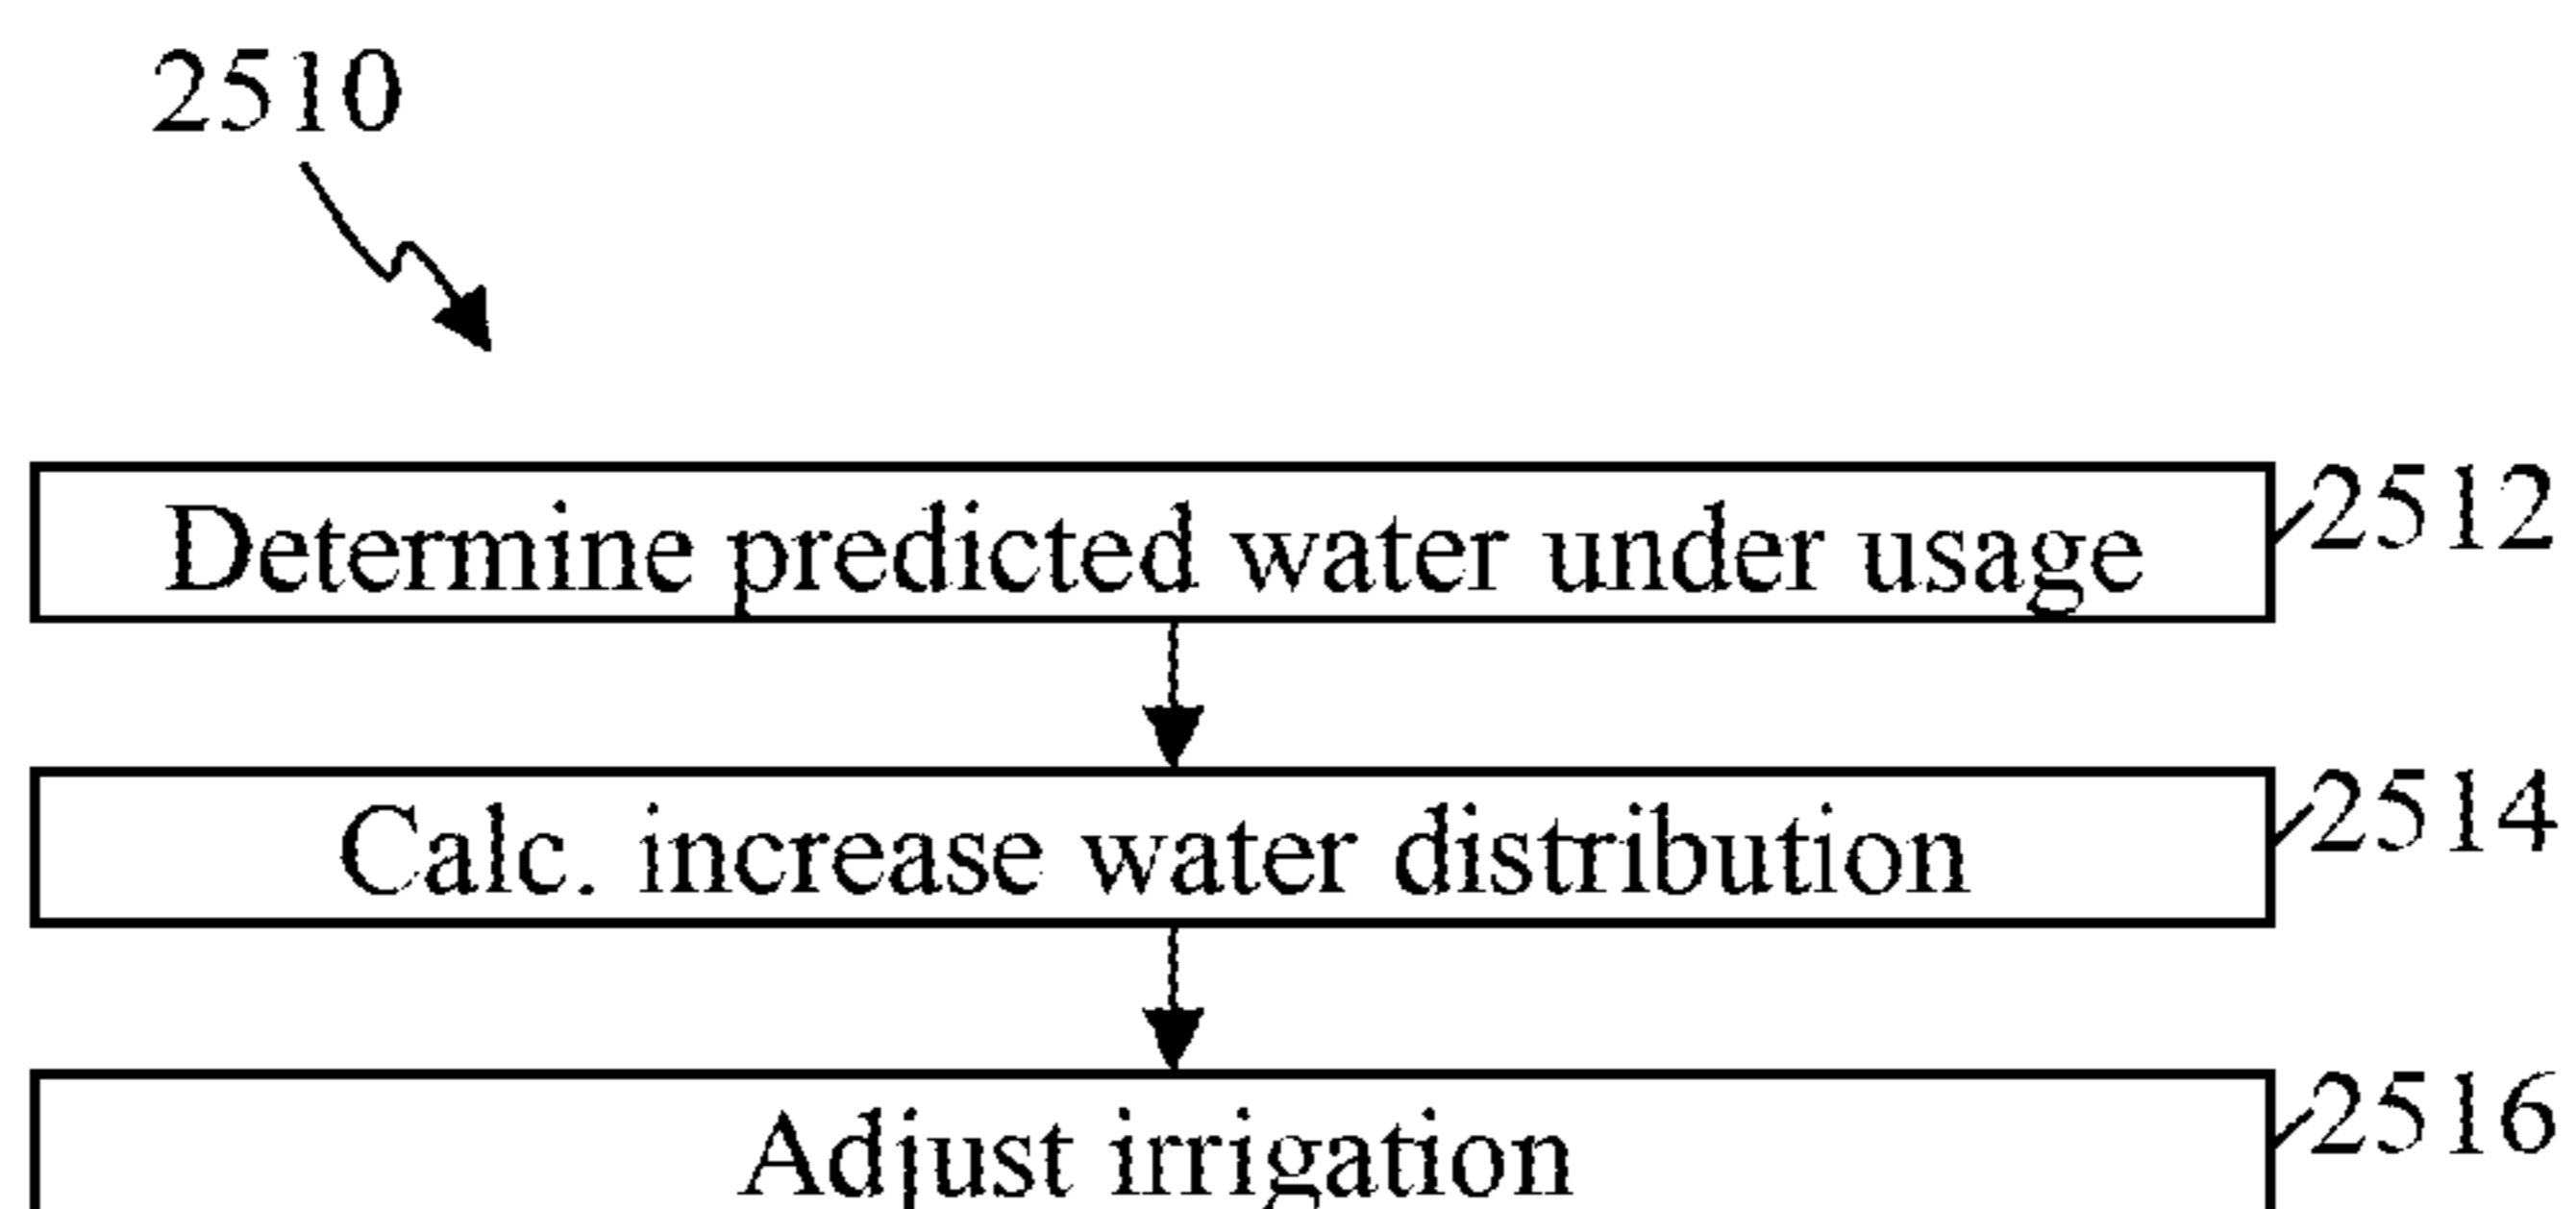 2510
Determine predicted water under usage 2512
Calc. increase water distribution 2514
Adjust irrigation 2516